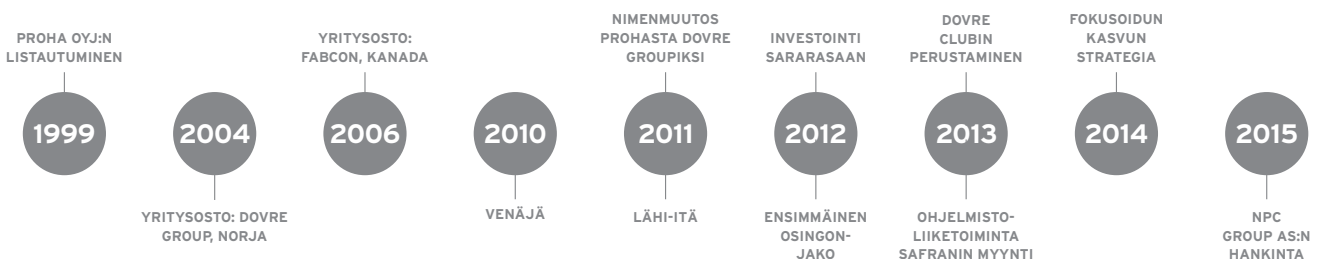 PROHA OYJ:N
LISTAUTUMINEN
1999
2004
YRITYSOSTO: DOVRE
GROUP, NORJA
YRITYSOSTO:
FABCON, KANADA
2006
2010
VENÄJÄ
NIMENMUUTOS
PROHASTA DOVRE
GROUPIKSI
2011
LÄHI-ITÄ
INVESTOINTI
SARARASAAN
2012
ENSIMMÄINEN
OSINGON-
JAKO
DOVRE
CLUBIN
PERUSTAMINEN
2013
OHJELMISTO-
LIIKETOIMINTA
SAFRANIN MYYNTI
FOKUSOIDUN
KASVUN
STRATEGIA
2014
2015
NPC
GROUP AS:N
HANKINTA